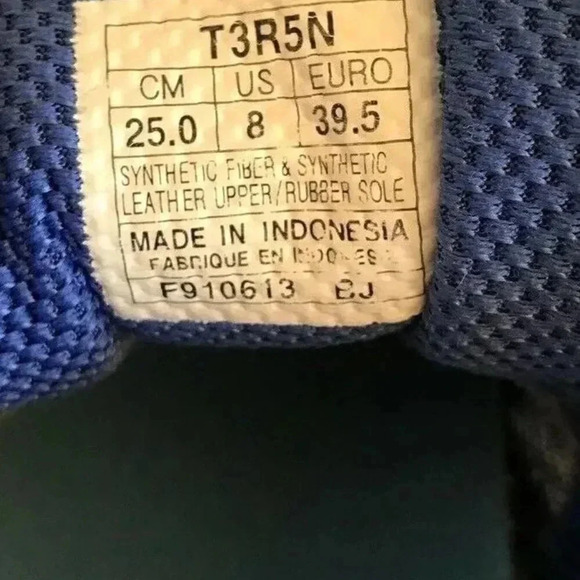 T3R5N
CM US EURO
25.0 8 39.5
SYNTHETIC FIBER & SYNTHETIC
LEATHER UPPER/RUBBER SOLE
MADE IN INDONESIA
FABRIQUE EN
F910613 BJ